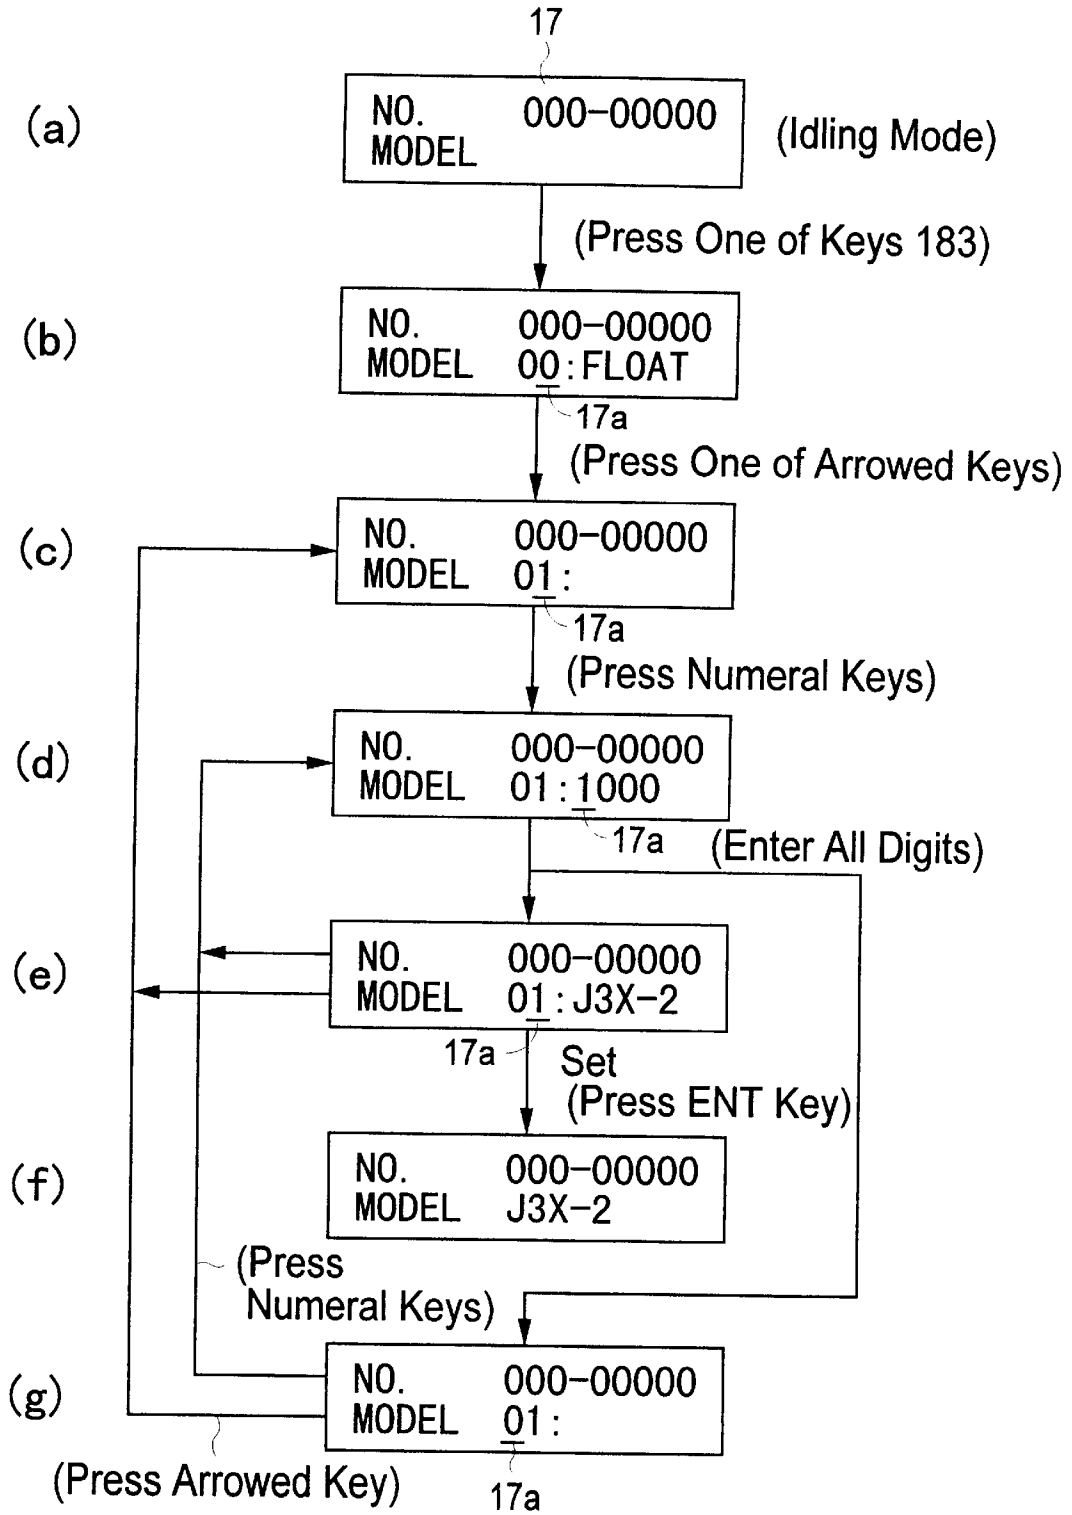 17
(a)
NO. 000-00000
MODEL
(Idling Mode)
(Press One of Keys 183)
(b)
NO. 000-00000
MODEL 00:FLOAT
17a
(Press One of Arrowed Keys)
(c)
NO. 000-00000
MODEL 01:
17a
(Press Numeral Keys)
(d)
NO. 000-00000
MODEL 01:1000
17a
(Enter All Digits)
(e)
NO. 000-00000
MODEL 01:J3X-2
17a
Set
(Press ENT Key)
(f)
NO. 000-00000
MODEL J3X-2
(Press
Numeral Keys)
(g)
NO. 000-00000
MODEL 01:
(Press Arrowed Key)
17a